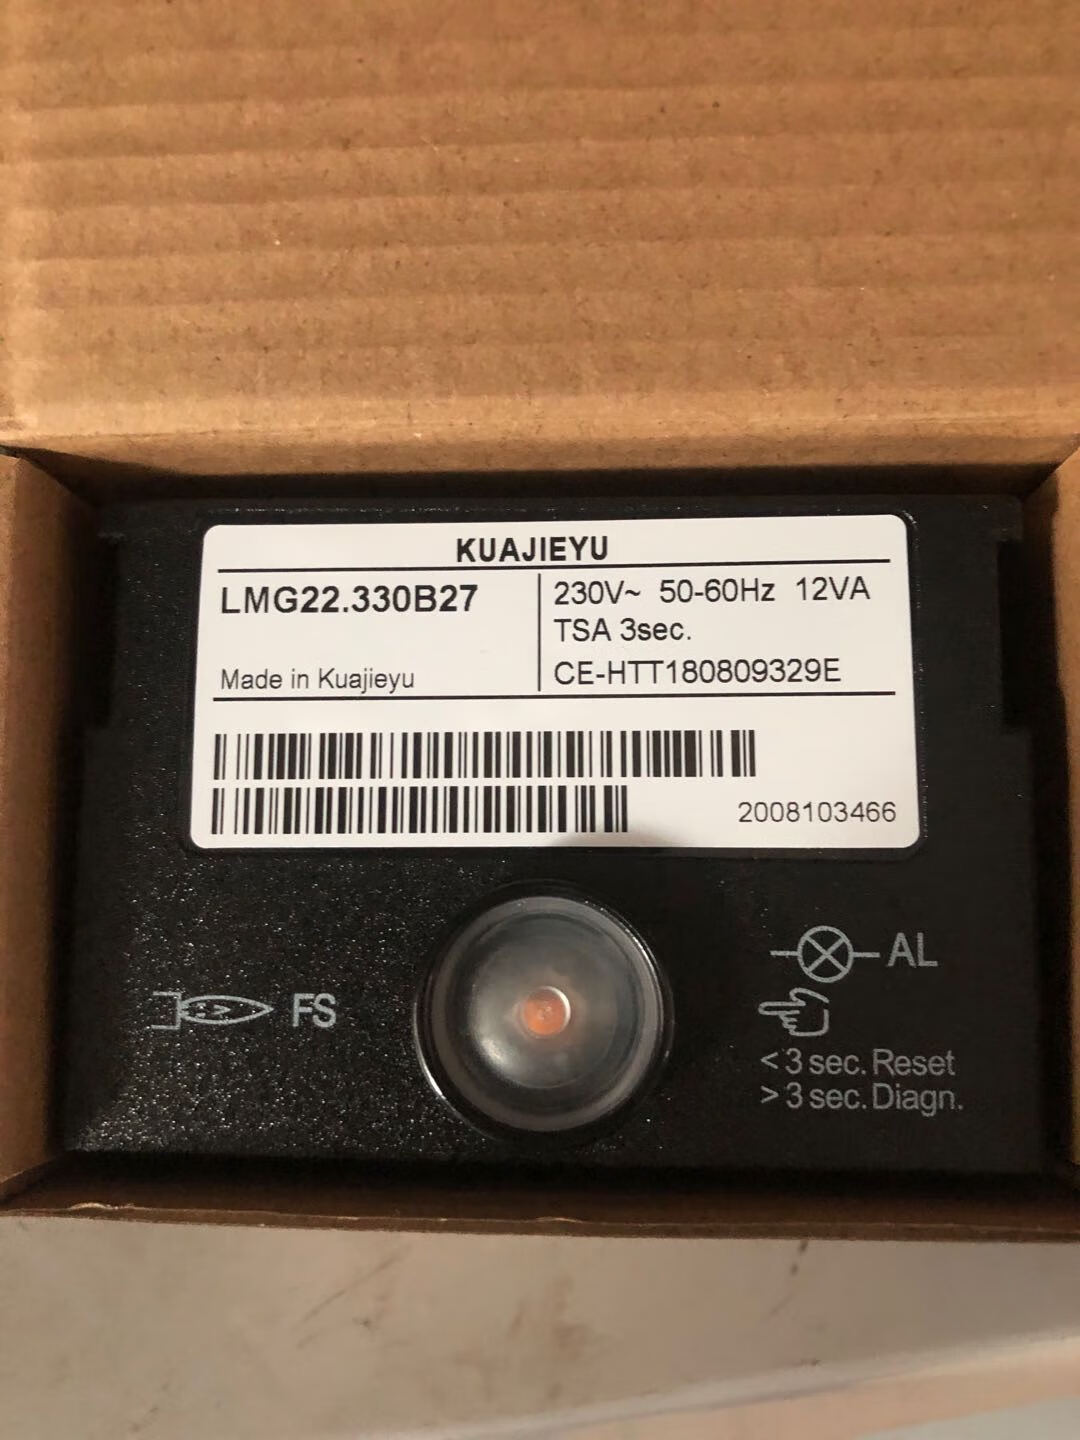 KUAJIEYU
LMG22.330B27
Made in Kuajieyu
230V~ 50-60Hz 12VA
TSA 3sec.
CE-HTT180809329E
2008103466
FS
AL
< 3 sec. Reset
> 3 sec. Diagn.